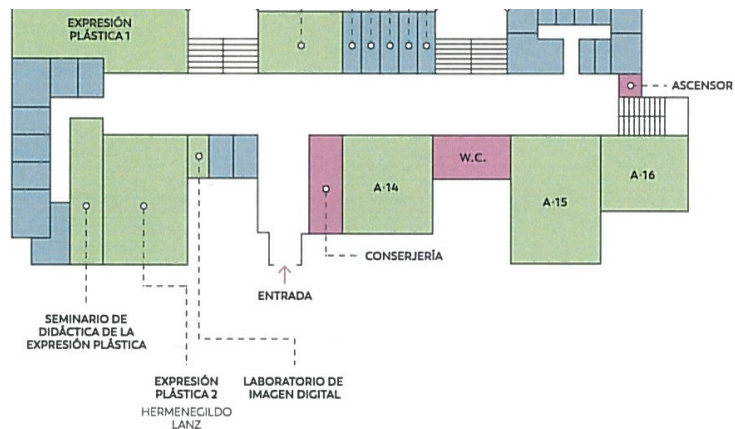 EXPRESIÓN
PLÁSTICA 1
ASCENSOR
W.C.
A·14
A·15
A·16
CONSERJERÍA
ENTRADA
SEMINARIO DE
DIDÁCTICA DE LA
EXPRESIÓN PLÁSTICA
EXPRESIÓN
PLÁSTICA 2
HERMENEGILDO
LANZ
LABORATORIO DE
IMAGEN DIGITAL